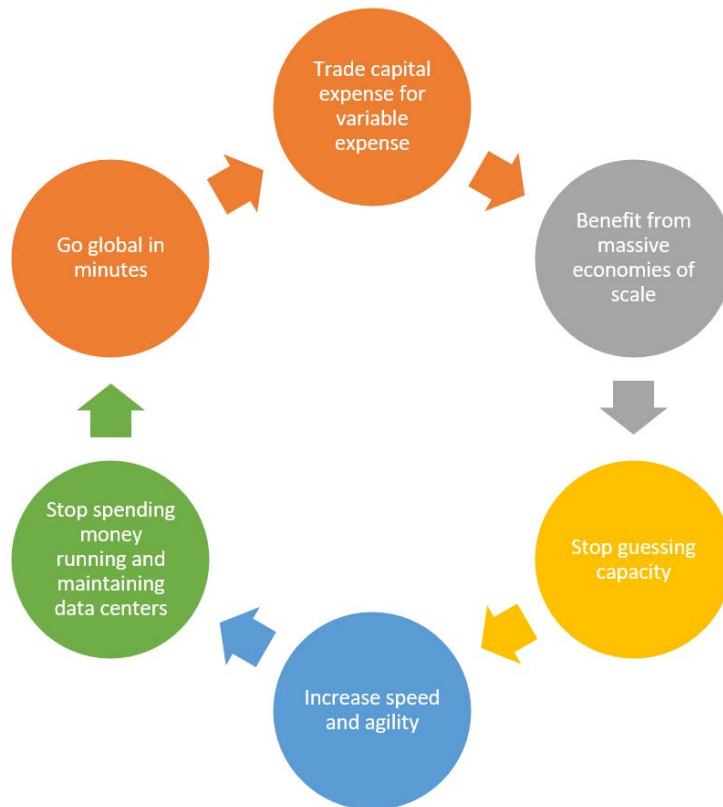 Trade capital
expense for
variable
expense
Benefit from
massive
economies of
scale
Stop guessing
capacity
Increase speed
and agility
Stop spending
money
running and
maintaining
data centers
Go global in
minutes